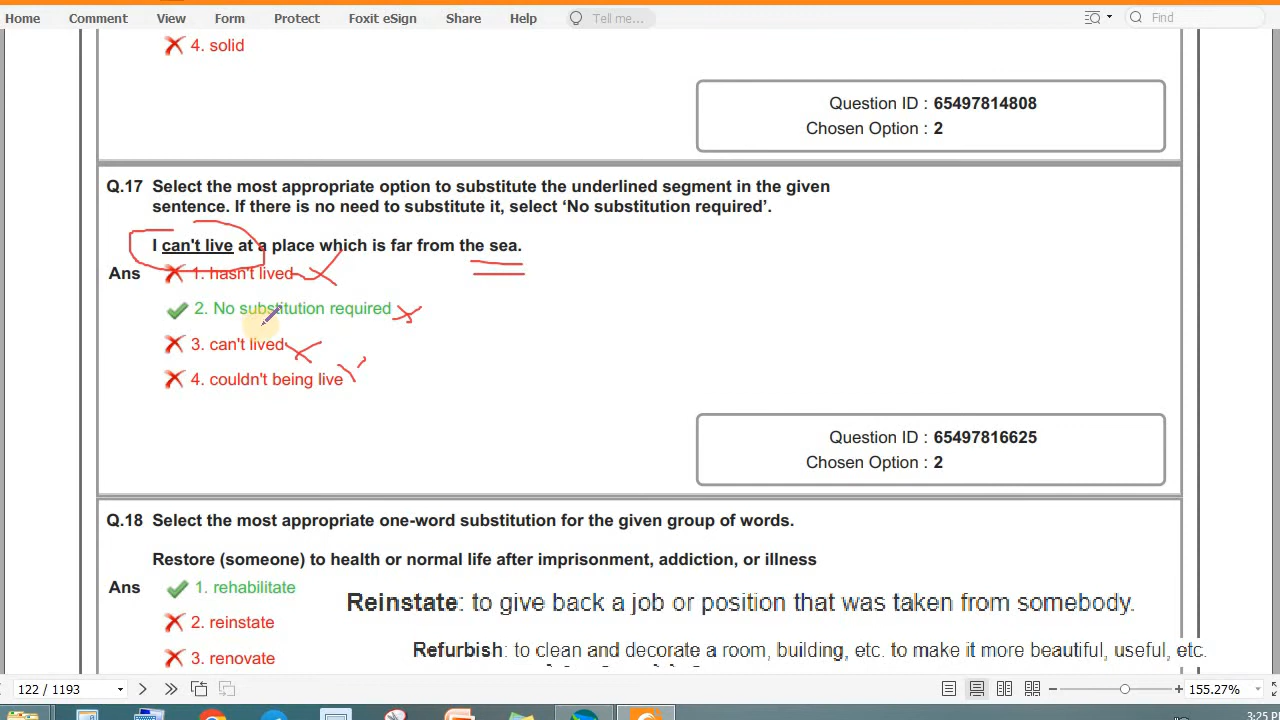 Home Comment View Form Protect Foxit eSign Share Help Tell me... Find
4. solid
Question ID : 65497814808
Chosen Option : 2
Q.17 Select the most appropriate option to substitute the underlined segment in the given
sentence. If there is no need to substitute it, select ‘No substitution required’.
I can't live at a place which is far from the sea.
Ans 1. hasn't lived
2. No substitution required
3. can't lived
4. couldn't being live
Question ID : 65497816625
Chosen Option : 2
Q.18 Select the most appropriate one-word substitution for the given group of words.
Restore (someone) to health or normal life after imprisonment, addiction, or illness
Ans 1. rehabilitate
Reinstate: to give back a job or position that was taken from somebody.
2. reinstate
Refurbish: to clean and decorate a room, building, etc. to make it more beautiful, useful, etc.
3. renovate
122 / 1193 155.27%